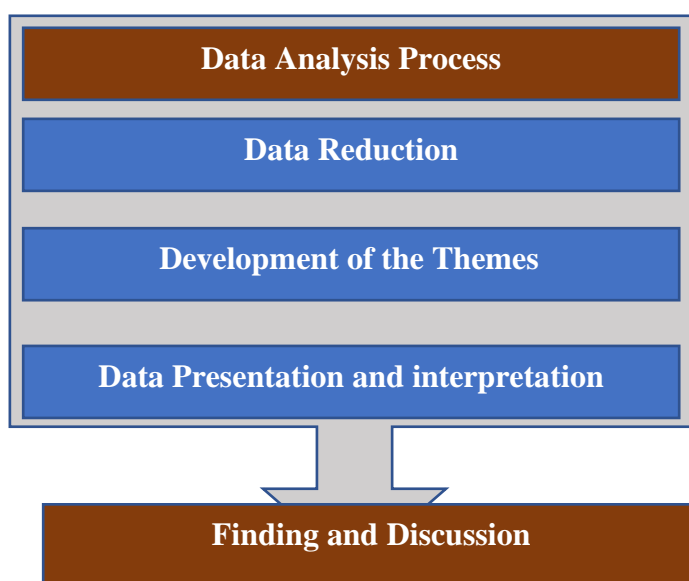 Data Analysis Process
Data Reduction
Development of the Themes
Data Presentation and interpretation
Finding and Discussion